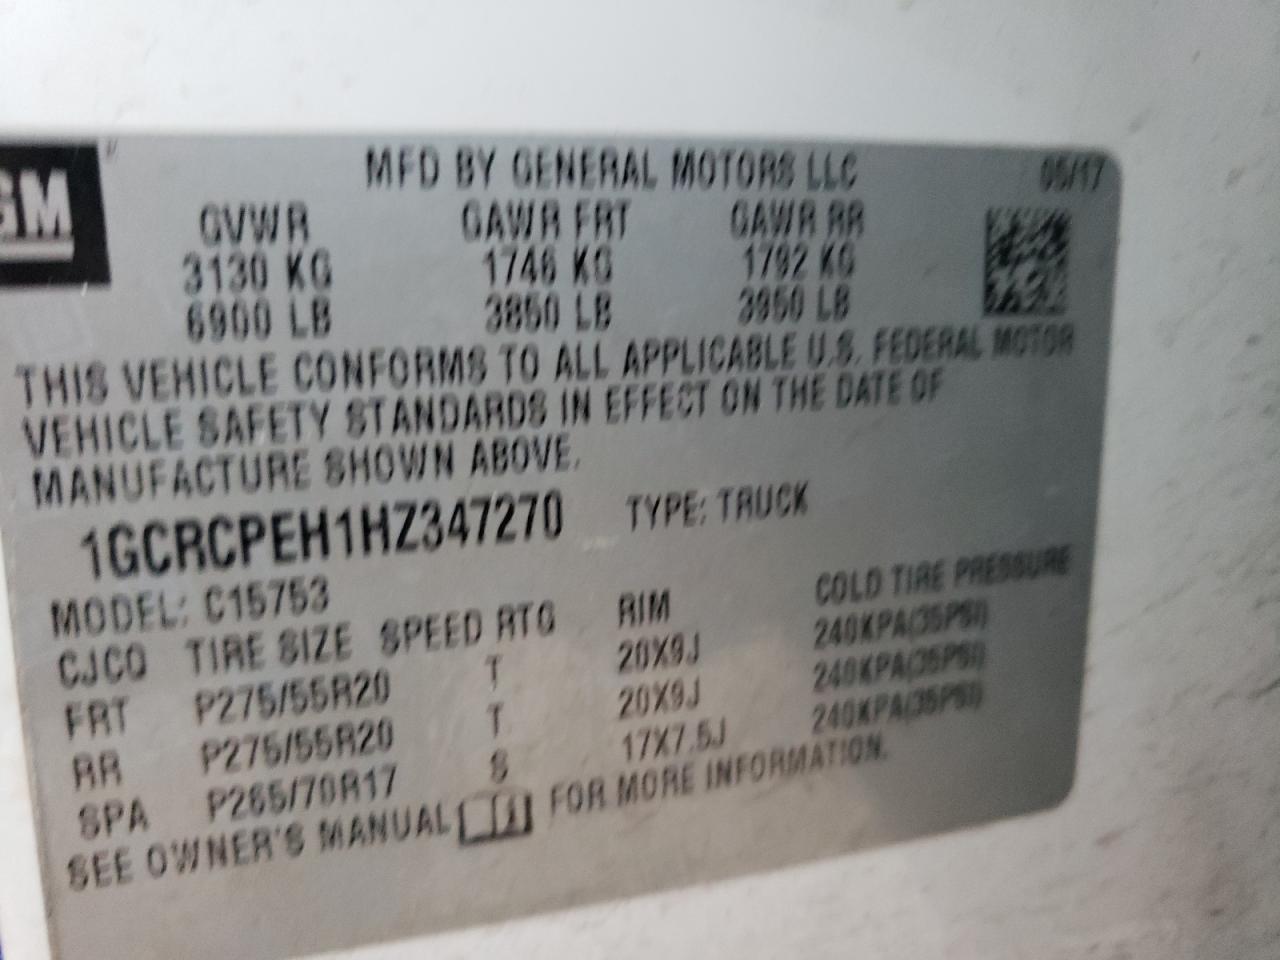 GM
MFD BY GENERAL MOTORS LLC 05/17
GVWR GAWR FRT GAWR RR
3130 KG 1746 KG 1792 KG
6900 LB 3850 LB 3950 LB
THIS VEHICLE CONFORMS TO ALL APPLICABLE U.S. FEDERAL MOTOR
VEHICLE SAFETY STANDARDS IN EFFECT ON THE DATE OF
MANUFACTURE SHOWN ABOVE.
1GCRCPEH1HZ347270 TYPE: TRUCK
MODEL: C15753
CJCQ TIRE SIZE SPEED RTG RIM COLD TIRE PRESSURE
FRT P275/55R20 T 20X9J 240KPA(35PSI)
RR P275/55R20 T 20X9J 240KPA(35PSI)
SPA P265/70R17 S 17X7.5J 240KPA(35PSI)
SEE OWNER'S MANUAL FOR MORE INFORMATION.